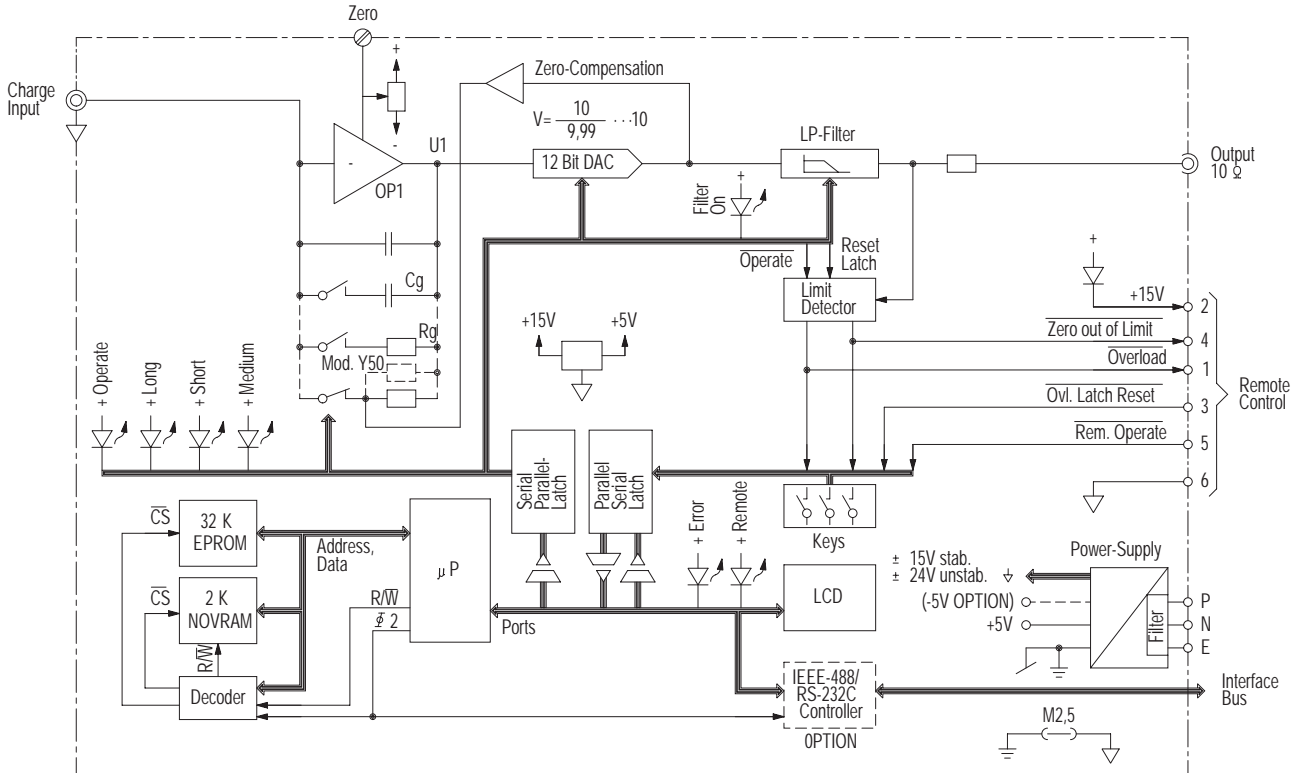 Zero
Charge
Input
+
-
Zero-Compensation
V= 10
9,99 ···10
U1
-
OP1
12 Bit DAC
LP-Filter
Output
10 Ω
Filter
On
+
Operate
Reset
Latch
Limit
Detector
Cg
Rg
Mod. Y50
+15V
+5V
+
+15V
2
Zero out of Limit
4
Overload
1
Ovl. Latch Reset
3
Rem. Operate
5
6
Remote
Control
+ Operate
+ Long
+ Short
+ Medium
Serial
Parallel-
Latch
Parallel
Serial
Latch
Keys
+ Error
+ Remote
CS
32 K
EPROM
Address,
Data
μP
CS
2 K
NOVRAM
R/W
R/W
Φ 2
Ports
Decoder
LCD
IEEE-488/
RS-232C
Controller
OPTION
Power-Supply
± 15V stab.
± 24V unstab.
(-5V OPTION)
+5V
Filter
P
N
E
Interface
Bus
M2,5